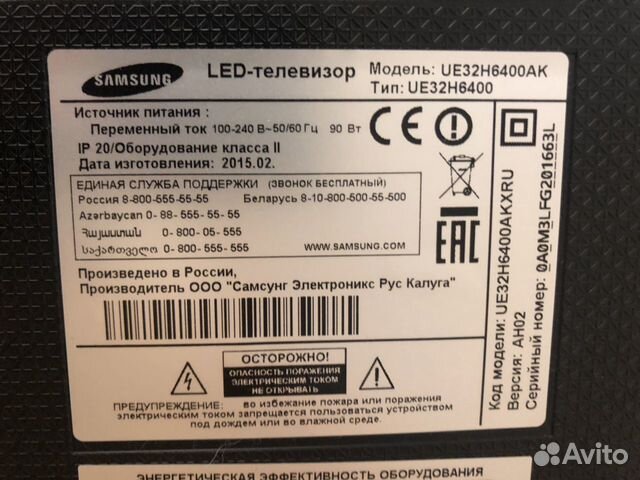 SAMSUNG
LED-телевизор
Модель: UE32H6400AK
Тип: UE32H6400
Источник питания :
Переменный ток 100-240 В~50/60 Гц 90 Вт
IP 20/Оборудование класса II
Дата изготовления: 2015.02.
ЕДИНАЯ СЛУЖБА ПОДДЕРЖКИ (ЗВОНОК БЕСПЛАТНЫЙ)
Россия 8-800-555-55-55 Беларусь 8-10-800-500-55-500
Azərbaycan 0- 88- 555- 55- 55
Հայաստան 0- 800- 05- 555
საქართველო 0- 800- 555- 555
WWW.SAMSUNG.COM
Произведено в России,
Производитель ООО "Самсунг Электроникс Рус Калуга"
ОСТОРОЖНО!
ОПАСНОСТЬ ПОРАЖЕНИЯ
ЭЛЕКТРИЧЕСКИМ ТОКОМ
НЕ ОТКРЫВАТЬ
ПРЕДУПРЕЖДЕНИЕ: во избежание пожара или поражения
электрическим током запрещается пользоваться устройством
под дождем или во влажной среде.
CE
EAC
Код модели: UE32H6400AKXRU
Версия: AH02
Серийный номер: 0A0M3LFG201663L
ЭНЕРГЕТИЧЕСКАЯ ЭФФЕКТИВНОСТЬ ОБОРУДОВАНИЯ
Avito